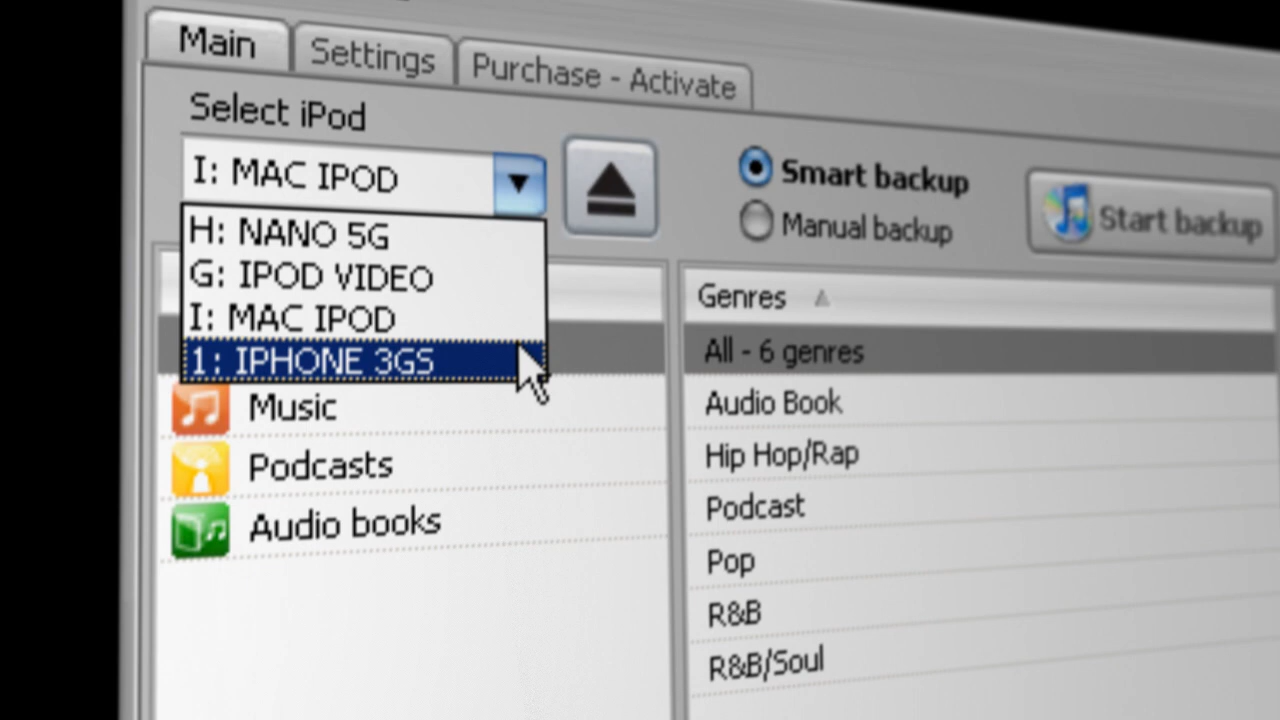 Main
Settings
Purchase - Activate
Select iPod
I: MAC IPOD
H: NANO 5G
G: IPOD VIDEO
I: MAC IPOD
1: IPHONE 3GS
Smart backup
Manual backup
Start backup
Music
Podcasts
Audio books
Genres
All - 6 genres
Audio Book
Hip Hop/Rap
Podcast
Pop
R&B
R&B/Soul